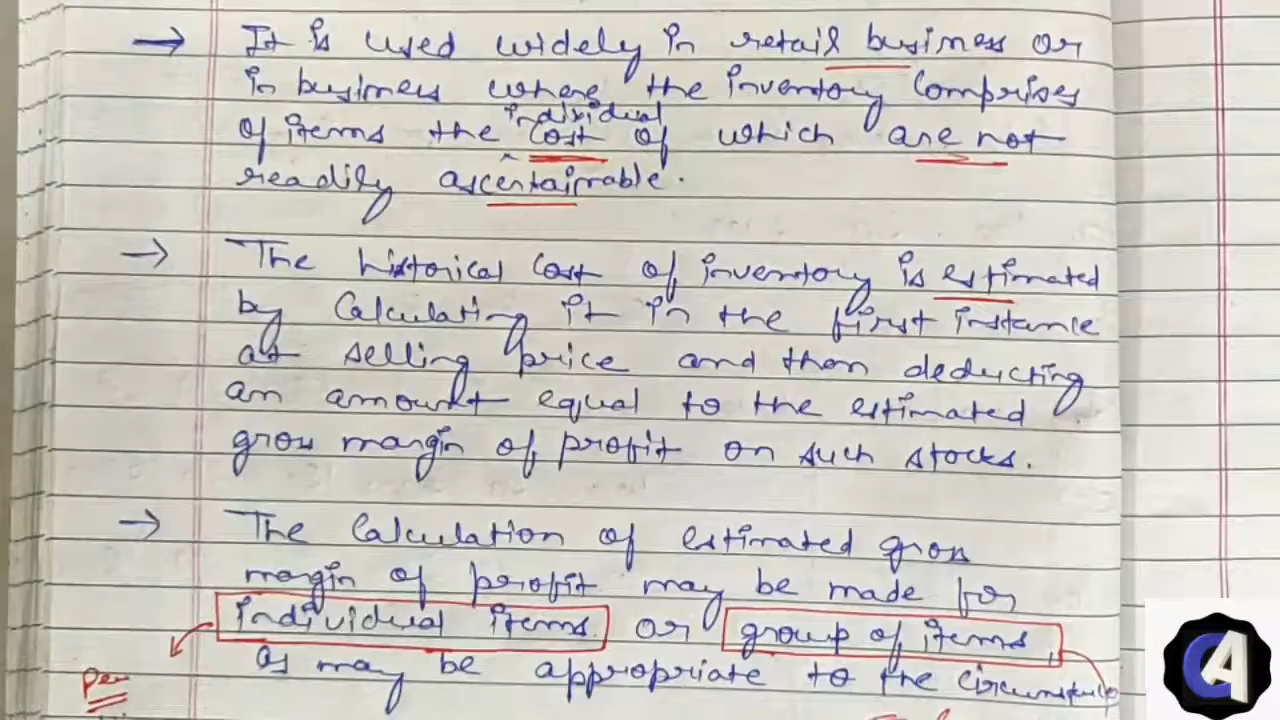 → It is used widely in retail business or
in business where the inventory comprises
individual
of items the cost of which are not
readily ascertainable.
→ The historical cost of inventory is estimated
by calculating it in the first instance
at selling price and then deducting
an amount equal to the estimated
gross margin of profit on such stocks.
→ The calculation of estimated gross
margin of profit may be made for
individual items or group of items,
as may be appropriate to the
Pen
CA